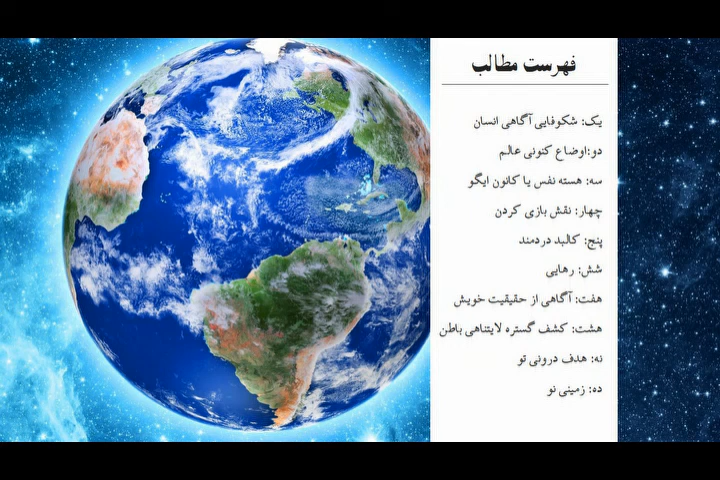 فهرست مطالب
یک: شکوفایی آگاهی انسان
دو:اوضاع کنونی عالم
سه: هسته نفس یا کانون ایگو
چهار: نقش بازی کردن
پنج: کالبد دردمند
شش: رهایی
هفت: آگاهی از حقیقیت خویش
هشت: کشف گستره لایتناهی باطن
نه: هدف درونی تو
ده: زمینی نو